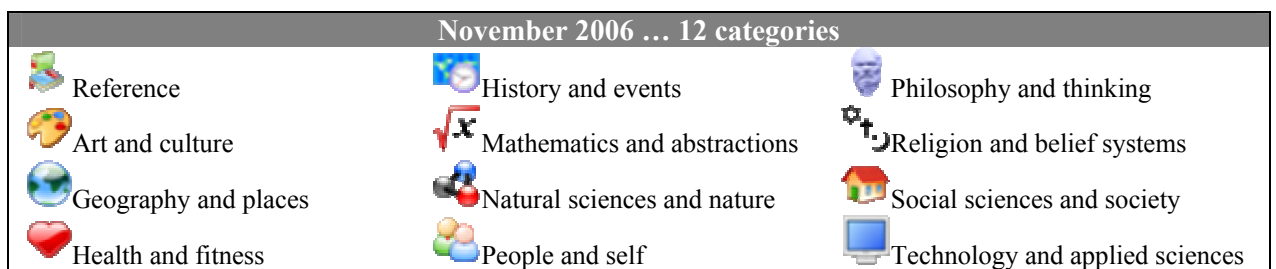 November 2006 … 12 categories
Reference
History and events
Philosophy and thinking
Art and culture
Mathematics and abstractions
Religion and belief systems
Geography and places
Natural sciences and nature
Social sciences and society
Health and fitness
People and self
Technology and applied sciences